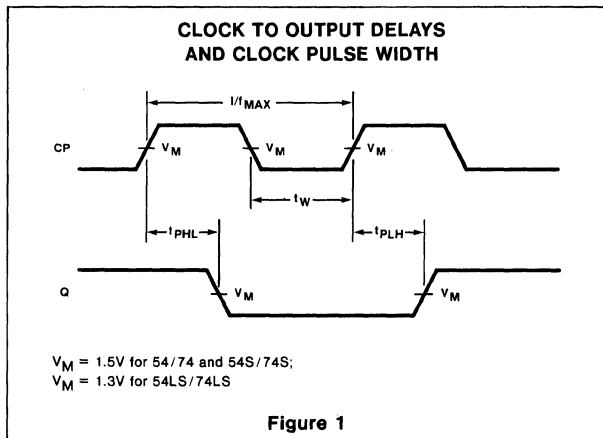 CLOCK TO OUTPUT DELAYS
AND CLOCK PULSE WIDTH
I/fMAX
CP
VM
VM
VM
tW
tPHL
tPLH
Q
VM
VM
VM = 1.5V for 54/74 and 54S/74S;
VM = 1.3V for 54LS/74LS
Figure 1